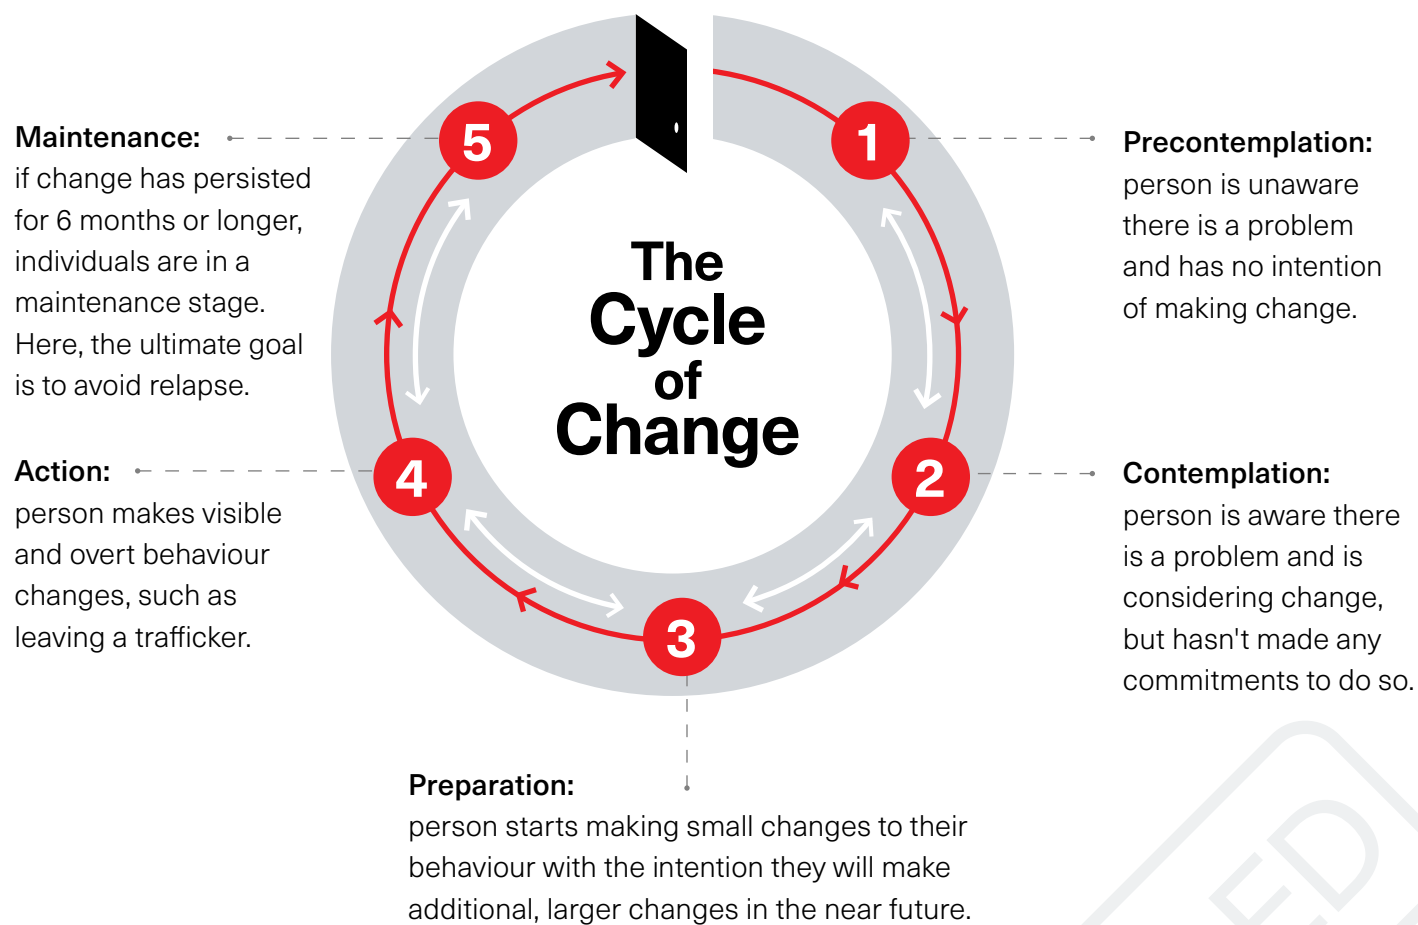 The
Cycle
of
Change
1
Precontemplation:
person is unaware
there is a problem
and has no intention
of making change.
2
Contemplation:
person is aware there
is a problem and is
considering change,
but hasn't made any
commitments to do so.
3
Preparation:
person starts making small changes to their
behaviour with the intention they will make
additional, larger changes in the near future.
4
Action:
person makes visible
and overt behaviour
changes, such as
leaving a trafficker.
5
Maintenance:
if change has persisted
for 6 months or longer,
individuals are in a
maintenance stage.
Here, the ultimate goal
is to avoid relapse.